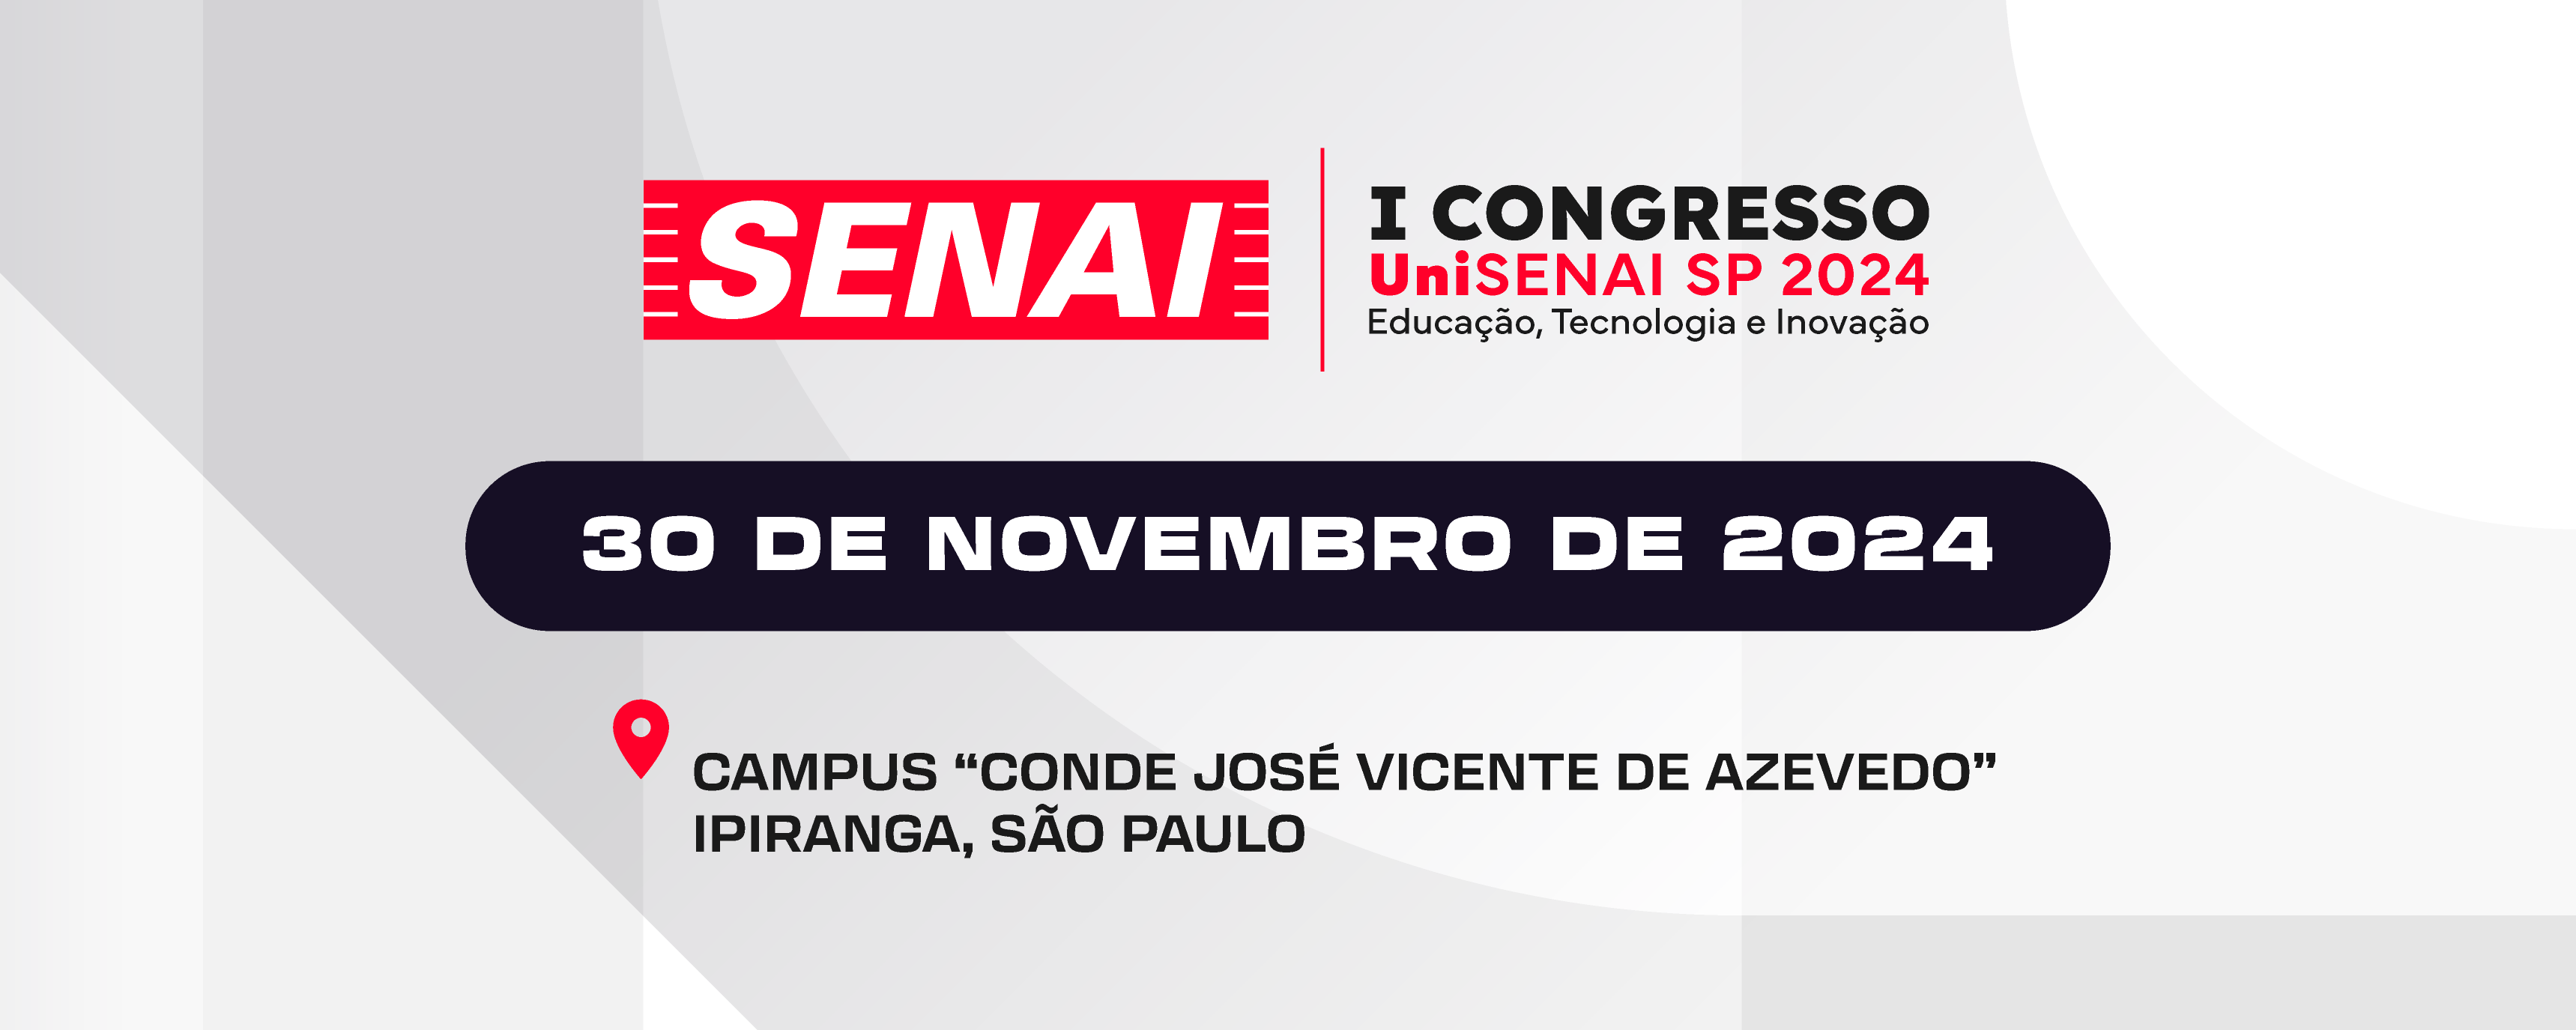 SENAI
I CONGRESSO
UniSENAI SP 2024
Educação, Tecnologia e Inovação
30 DE NOVEMBRO DE 2024
CAMPUS “CONDE JOSÉ VICENTE DE AZEVEDO”
IPIRANGA, SÃO PAULO